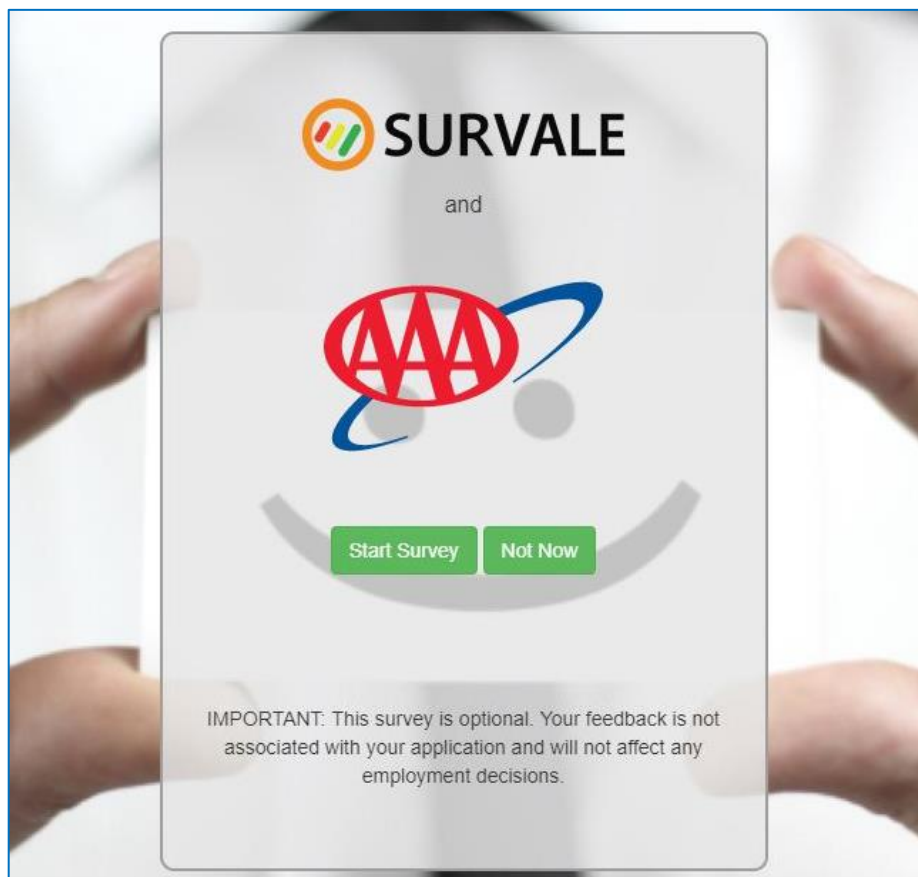 SURVALE
and
AAA
Start Survey Not Now
IMPORTANT: This survey is optional. Your feedback is not
associated with your application and will not affect any
employment decisions.